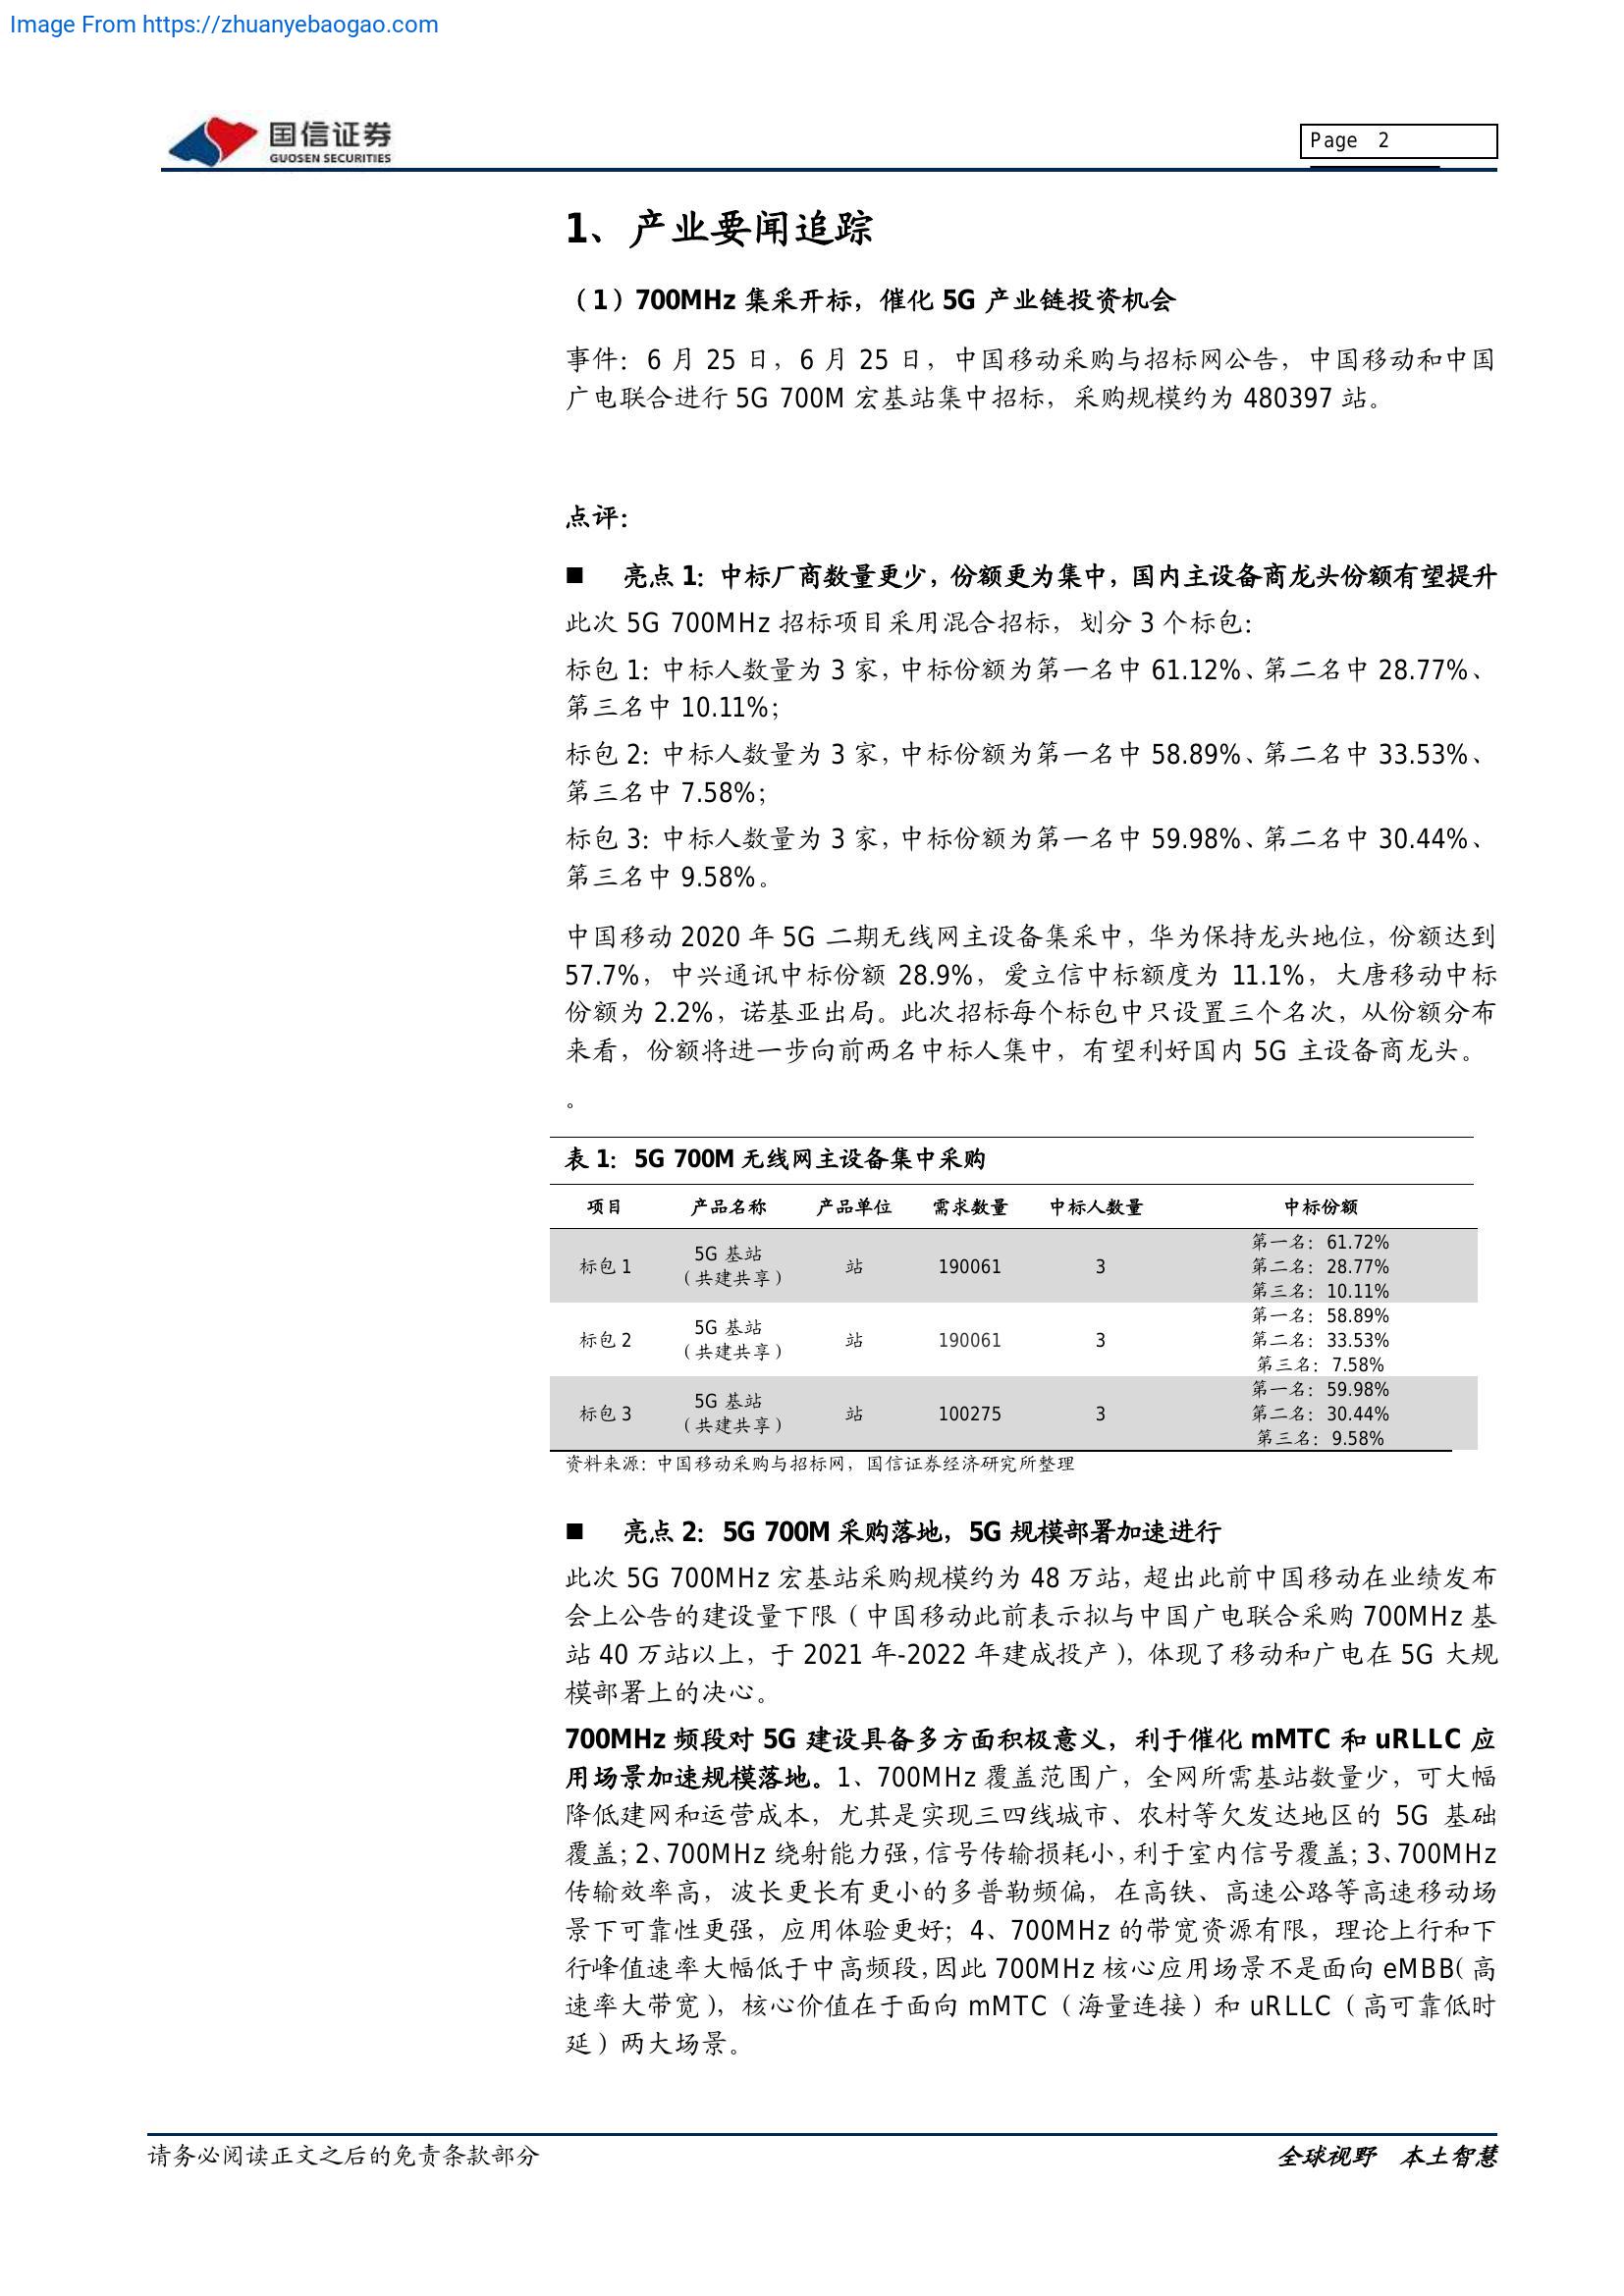 Image From https://zhuanyebaogao.com
国信证券
GUOSEN SECURITIES
Page 2
1、产业要闻追踪
（1）700MHz 集采开标，催化 5G 产业链投资机会
事件：6 月 25 日，6 月 25 日，中国移动采购与招标网公告，中国移动和中国
广电联合进行 5G 700M 宏基站集中招标，采购规模约为 480397 站。
点评：
■ 亮点 1：中标厂商数量更少，份额更为集中，国内主设备商龙头份额有望提升
此次 5G 700MHz 招标项目采用混合招标，划分 3 个标包：
标包 1：中标人数量为 3 家，中标份额为第一名中 61.12%、第二名中 28.77%、
第三名中 10.11%；
标包 2：中标人数量为 3 家，中标份额为第一名中 58.89%、第二名中 33.53%、
第三名中 7.58%；
标包 3：中标人数量为 3 家，中标份额为第一名中 59.98%、第二名中 30.44%、
第三名中 9.58%。
中国移动 2020 年 5G 二期无线网主设备集采中，华为保持龙头地位，份额达到
57.7%，中兴通讯中标份额 28.9%，爱立信中标额度为 11.1%，大唐移动中标
份额为 2.2%，诺基亚出局。此次招标每个标包中只设置三个名次，从份额分布
来看，份额将进一步向前两名中标人集中，有望利好国内 5G 主设备商龙头。
。
表 1：5G 700M 无线网主设备集中采购
项目 产品名称 产品单位 需求数量 中标人数量 中标份额
标包 1 5G 基站（共建共享） 站 190061 3 第一名：61.72%
第二名：28.77%
第三名：10.11%
标包 2 5G 基站（共建共享） 站 190061 3 第一名：58.89%
第二名：33.53%
第三名：7.58%
标包 3 5G 基站（共建共享） 站 100275 3 第一名：59.98%
第二名：30.44%
第三名：9.58%
资料来源：中国移动采购与招标网，国信证券经济研究所整理
■ 亮点 2：5G 700M 采购落地，5G 规模部署加速进行
此次 5G 700MHz 宏基站采购规模约为 48 万站，超出此前中国移动在业绩发布
会上公告的建设量下限（中国移动此前表示拟与中国广电联合采购 700MHz 基
站 40 万站以上，于 2021 年-2022 年建成投产），体现了移动和广电在 5G 大规
模部署上的决心。
700MHz 频段对 5G 建设具备多方面积极意义，利于催化 mMTC 和 uRLLC 应
用场景加速规模落地。1、700MHz 覆盖范围广，全网所需基站数量少，可大幅
降低建网和运营成本，尤其是实现三四线城市、农村等欠发达地区的 5G 基础
覆盖；2、700MHz 绕射能力强，信号传输损耗小，利于室内信号覆盖；3、700MHz
传输效率高，波长更长有更小的多普勒频偏，在高铁、高速公路等高速移动场
景下可靠性更强，应用体验更好；4、700MHz 的带宽资源有限，理论上行和下
行峰值速率大幅低于中高频段，因此 700MHz 核心应用场景不是面向 eMBB（高
速率大带宽），核心价值在于面向 mMTC（海量连接）和 uRLLC（高可靠低时
延）两大场景。
请务必阅读正文之后的免责条款部分
全球视野 本土智慧